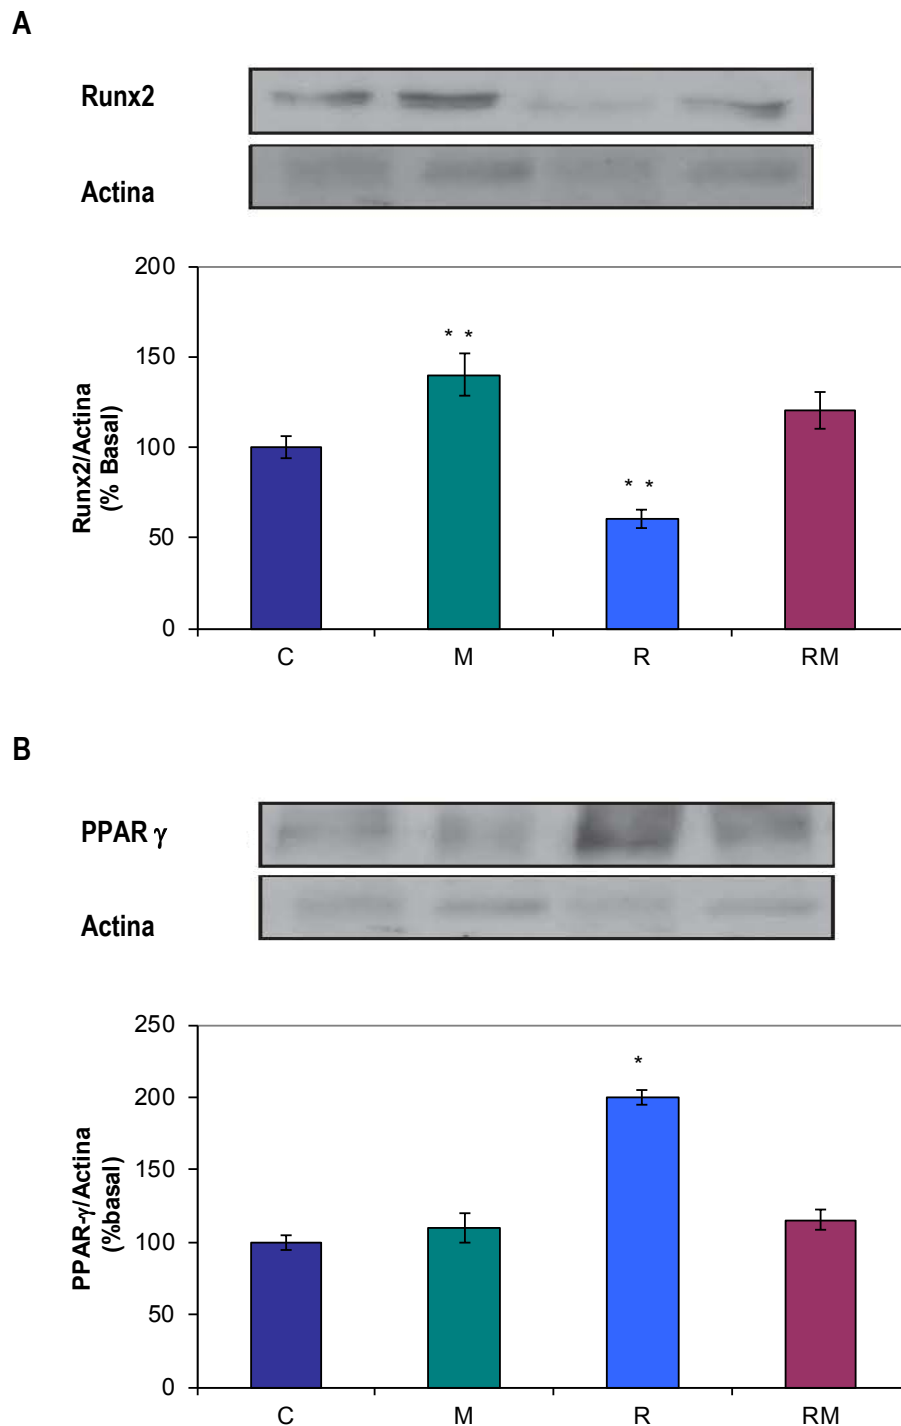 A
Runx2
Actina
200
150
100
50
0
Runx2/Actina
(% Basal)
* *
* *
C M R RM
B
PPAR γ
Actina
250
200
150
100
50
0
PPAR-γ/Actina
(%basal)
*
C M R RM